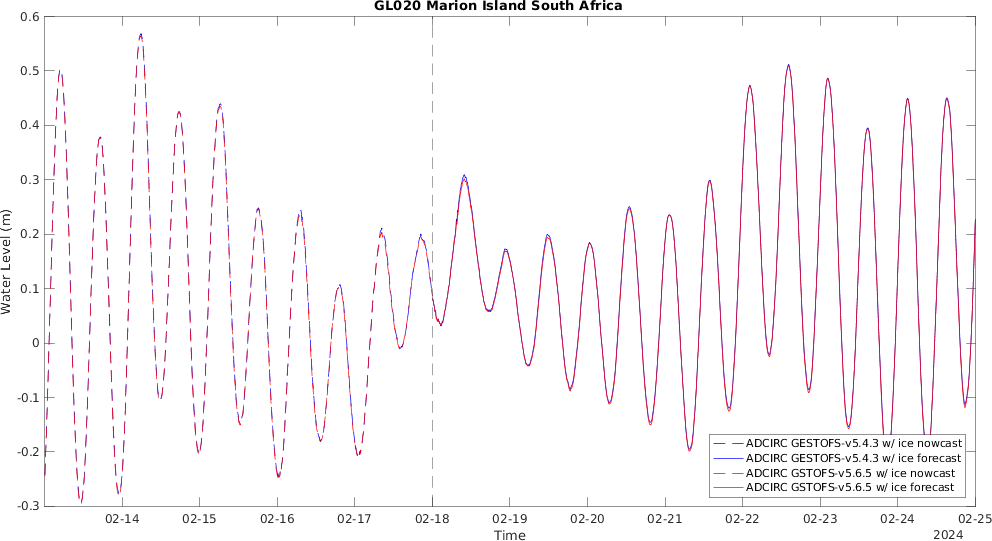 GL020 Marion Island South Africa
0.6
0.5
0.4
0.3
0.2
0.1
0
-0.1
-0.2
-0.3
Water Level (m)
ADCIRC GESTOFS-v5.4.3 w/ ice nowcast
ADCIRC GESTOFS-v5.4.3 w/ ice forecast
ADCIRC GSTOFS-v5.6.5 w/ ice nowcast
ADCIRC GSTOFS-v5.6.5 w/ ice forecast
02-14 02-15 02-16 02-17 02-18 02-19 02-20 02-21 02-22 02-23 02-24 02-25
Time
2024